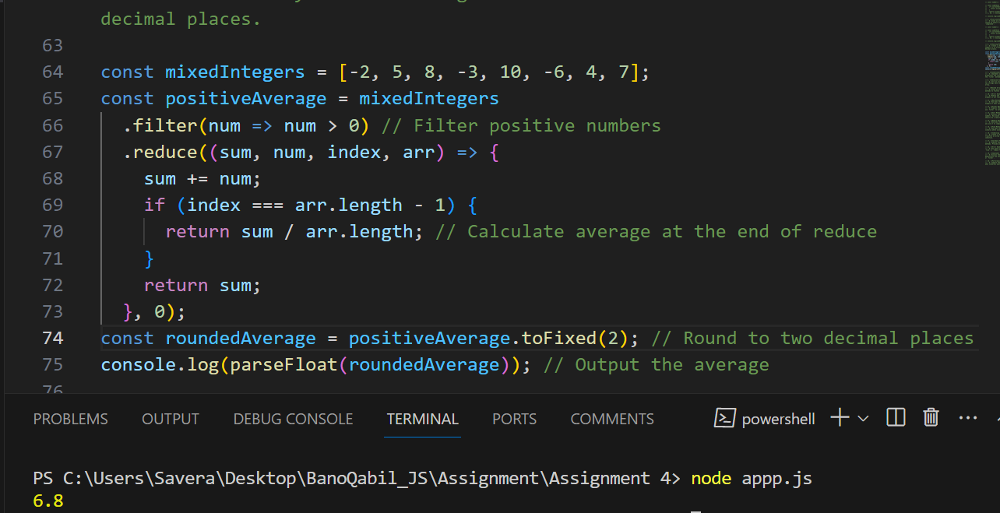 decimal places.
63
64 const mixedIntegers = [-2, 5, 8, -3, 10, -6, 4, 7];
65 const positiveAverage = mixedIntegers
66 .filter(num => num > 0) // Filter positive numbers
67 .reduce((sum, num, index, arr) => {
68 sum += num;
69 if (index === arr.length - 1) {
70 return sum / arr.length; // Calculate average at the end of reduce
71 }
72 return sum;
73 }, 0);
74 const roundedAverage = positiveAverage.toFixed(2); // Round to two decimal places
75 console.log(parseFloat(roundedAverage)); // Output the average
76
PROBLEMS OUTPUT DEBUG CONSOLE TERMINAL PORTS COMMENTS powershell
PS C:\Users\Savera\Desktop\BanoQabil_JS\Assignment\Assignment 4> node appp.js
6.8